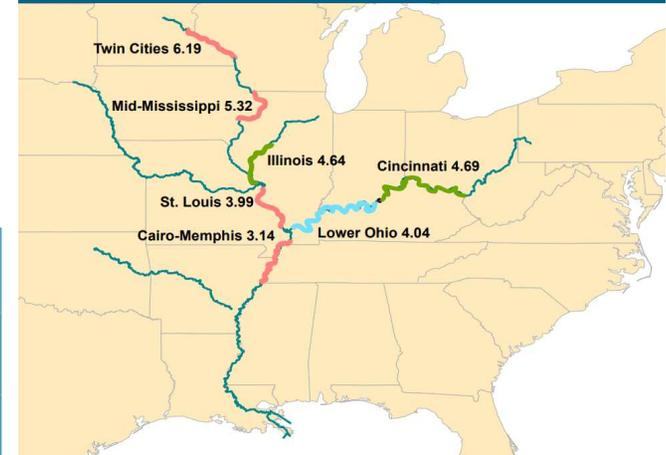 Twin Cities 6.19
Mid-Mississippi 5.32
Illinois 4.64
Cincinnati 4.69
St. Louis 3.99
Cairo-Memphis 3.14
Lower Ohio 4.04